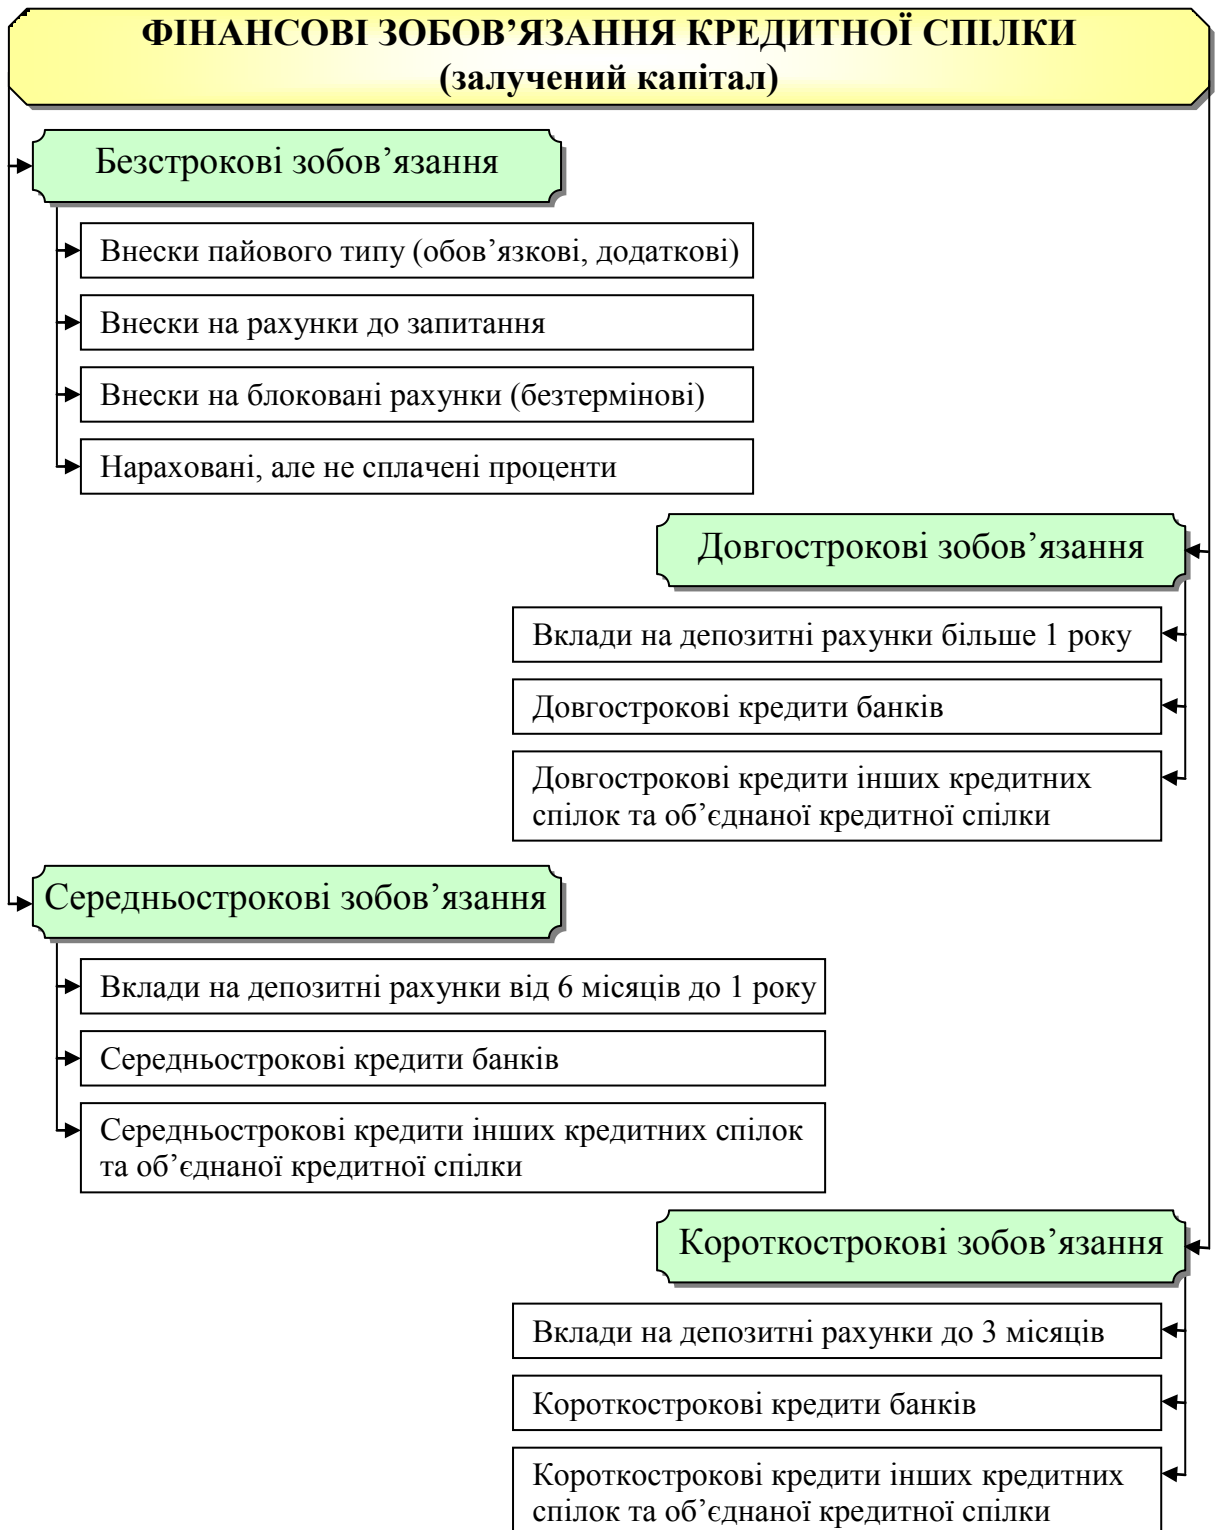 ФІНАНСОВІ ЗОБОВ’ЯЗАННЯ КРЕДИТНОЇ СПІЛКИ
(залучений капітал)
Безстрокові зобов’язання
Внески пайового типу (обов’язкові, додаткові)
Внески на рахунки до запитання
Внески на блоковані рахунки (безтермінові)
Нараховані, але не сплачені проценти
Довгострокові зобов’язання
Вклади на депозитні рахунки більше 1 року
Довгострокові кредити банків
Довгострокові кредити інших кредитних
спілок та об’єднаної кредитної спілки
Середньострокові зобов’язання
Вклади на депозитні рахунки від 6 місяців до 1 року
Середньострокові кредити банків
Середньострокові кредити інших кредитних спілок
та об’єднаної кредитної спілки
Короткострокові зобов’язання
Вклади на депозитні рахунки до 3 місяців
Короткострокові кредити банків
Короткострокові кредити інших кредитних
спілок та об’єднаної кредитної спілки